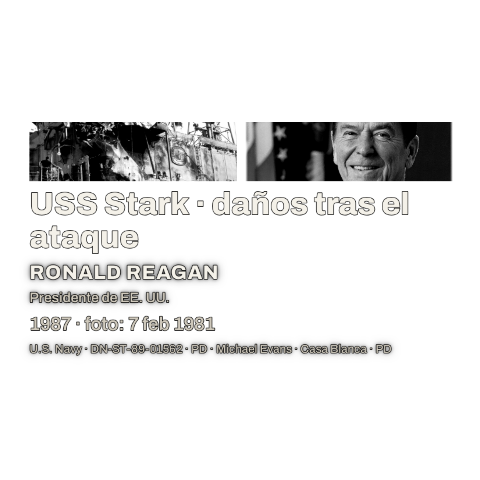 USS Stark · daños tras el
ataque
RONALD REAGAN
Presidente de EE. UU.
1987 · foto: 7 feb 1981
U.S. Navy · DN-ST-89-01562 · PD · Michael Evans · Casa Blanca · PD